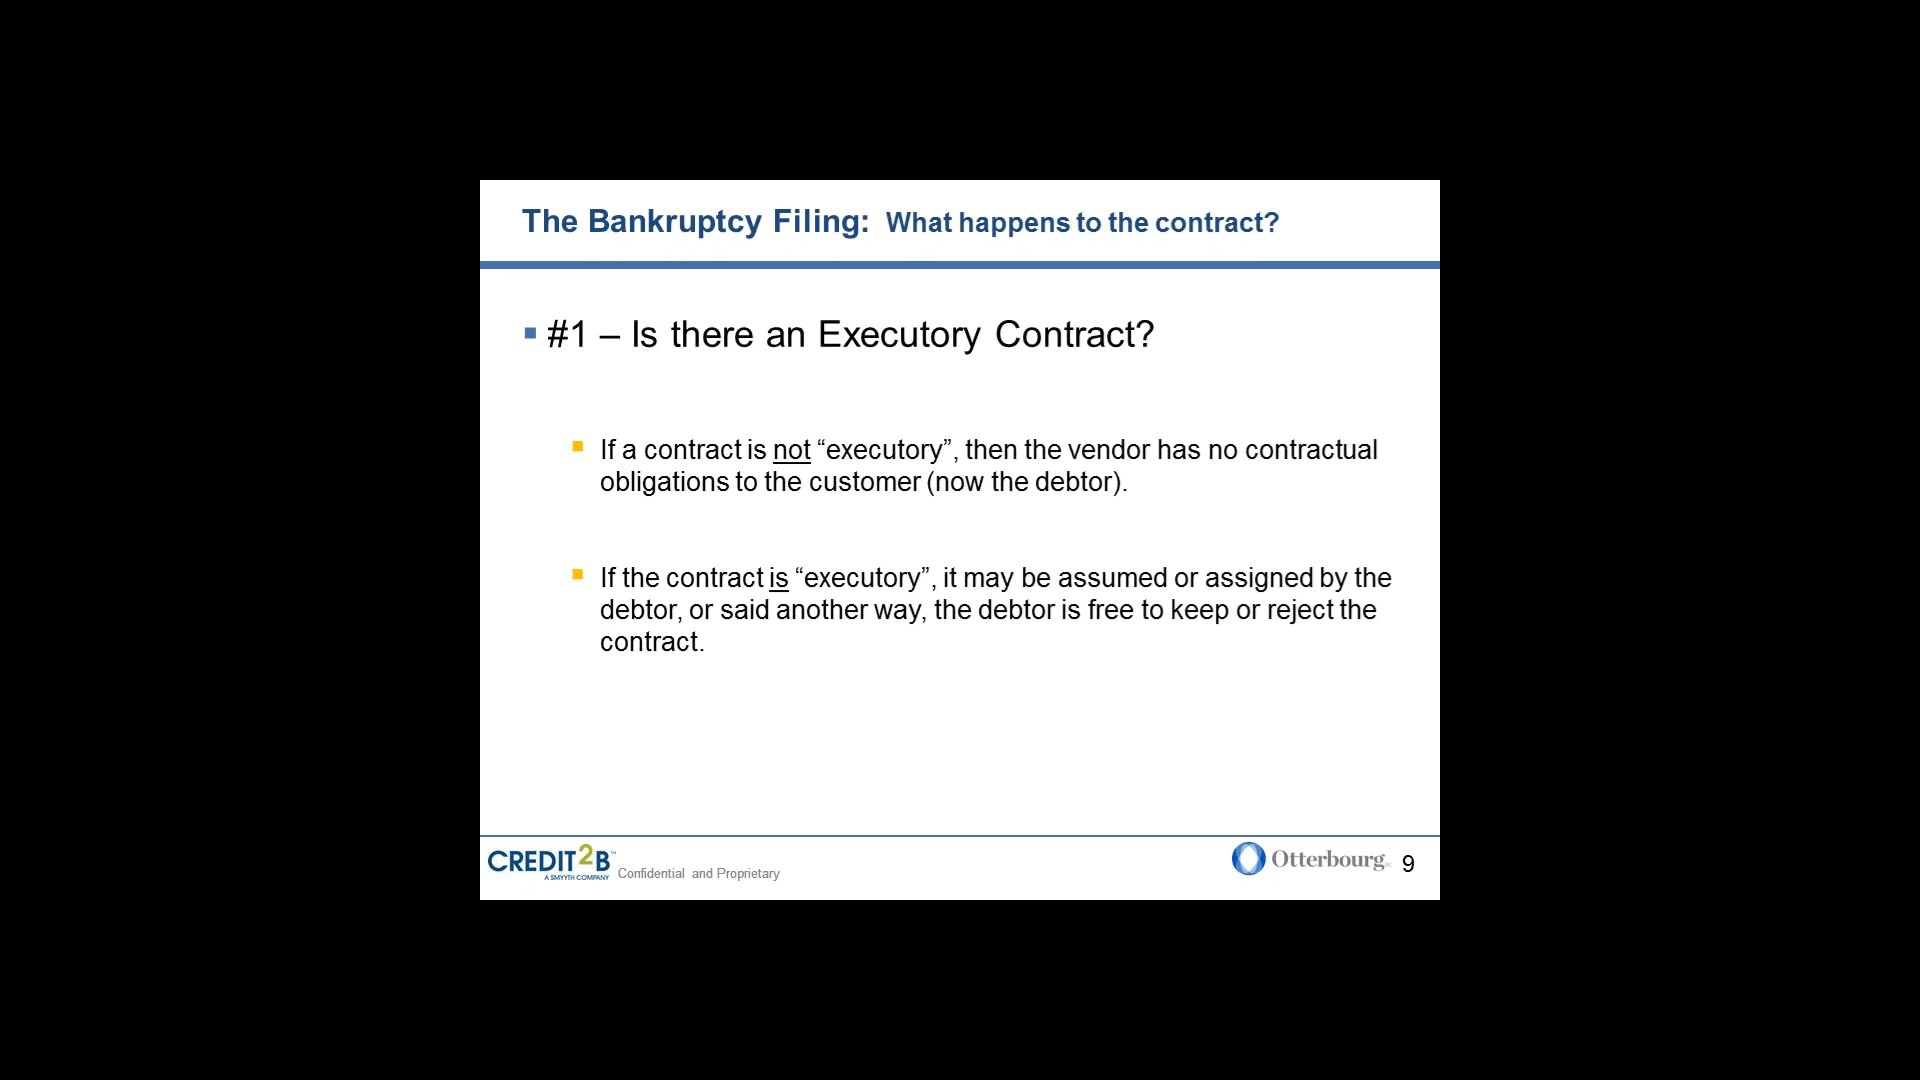 The Bankruptcy Filing: What happens to the contract?
#1 – Is there an Executory Contract?
If a contract is not “executory”, then the vendor has no contractual
obligations to the customer (now the debtor).
If the contract is “executory”, it may be assumed or assigned by the
debtor, or said another way, the debtor is free to keep or reject the
contract.
CREDIT2B™
A SMYYTH COMPANY
Confidential and Proprietary
Otterbourg
9